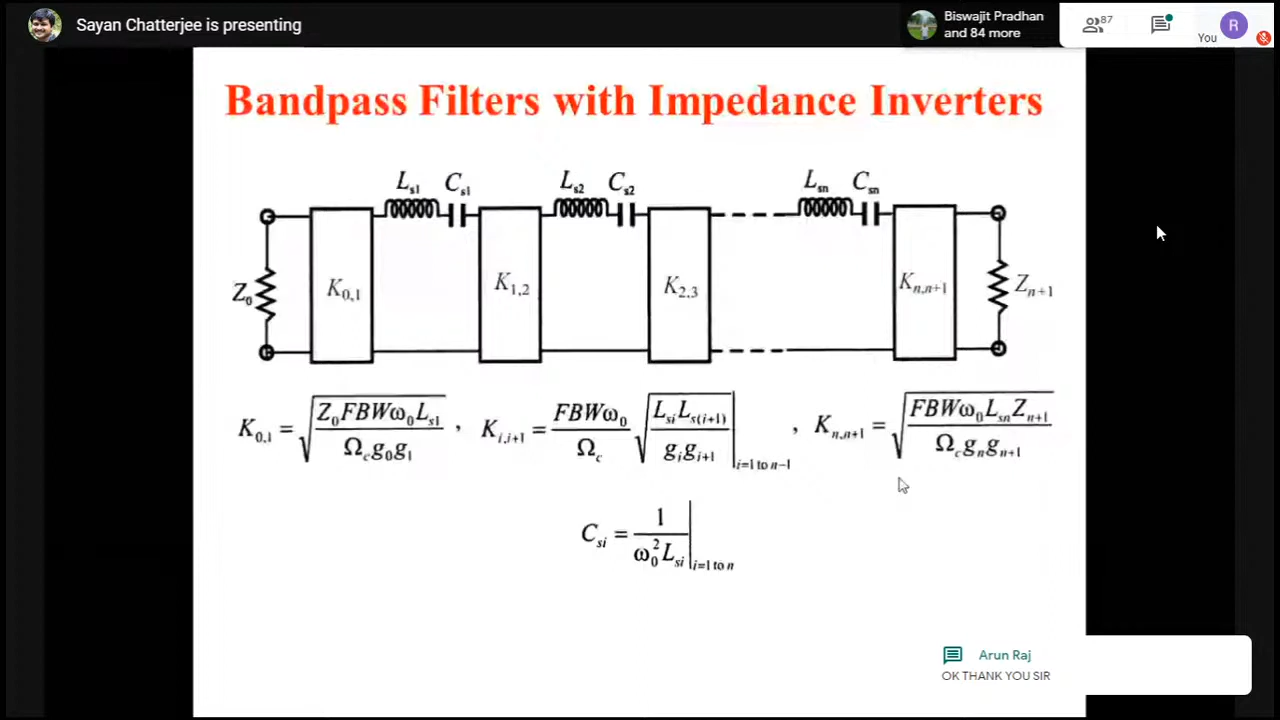 Sayan Chatterjee is presenting
Biswajit Pradhan
and 84 more
87
You
R
Bandpass Filters with Impedance Inverters
Ls1 Cs1 Ls2 Cs2 Lsn Csn
Z0 K0,1 K1,2 K2,3 Kn,n+1 Zn+1
K0,1 = √(Z0FBWω0Ls1 / Ωcg0g1) , Ki,i+1 = FBWω0 / Ωc √(LsiLs(i+1) / gigi+1) |i=1 to n−1 , Kn,n+1 = √(FBWω0LsnZn+1 / Ωcgngn+1)
Csi = 1 / ω0²Lsi |i=1 to n
Arun Raj
OK THANK YOU SIR